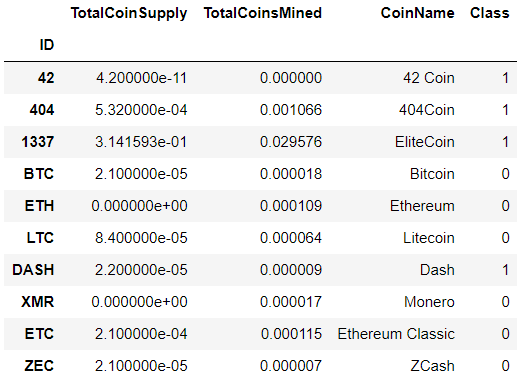 TotalCoinSupply TotalCoinsMined CoinName Class
ID
42 4.200000e-11 0.000000 42 Coin 1
404 5.320000e-04 0.001066 404Coin 1
1337 3.141593e-01 0.029576 EliteCoin 1
BTC 2.100000e-05 0.000018 Bitcoin 0
ETH 0.000000e+00 0.000109 Ethereum 0
LTC 8.400000e-05 0.000064 Litecoin 0
DASH 2.200000e-05 0.000009 Dash 1
XMR 0.000000e+00 0.000017 Monero 0
ETC 2.100000e-04 0.000115 Ethereum Classic 0
ZEC 2.100000e-05 0.000007 ZCash 0